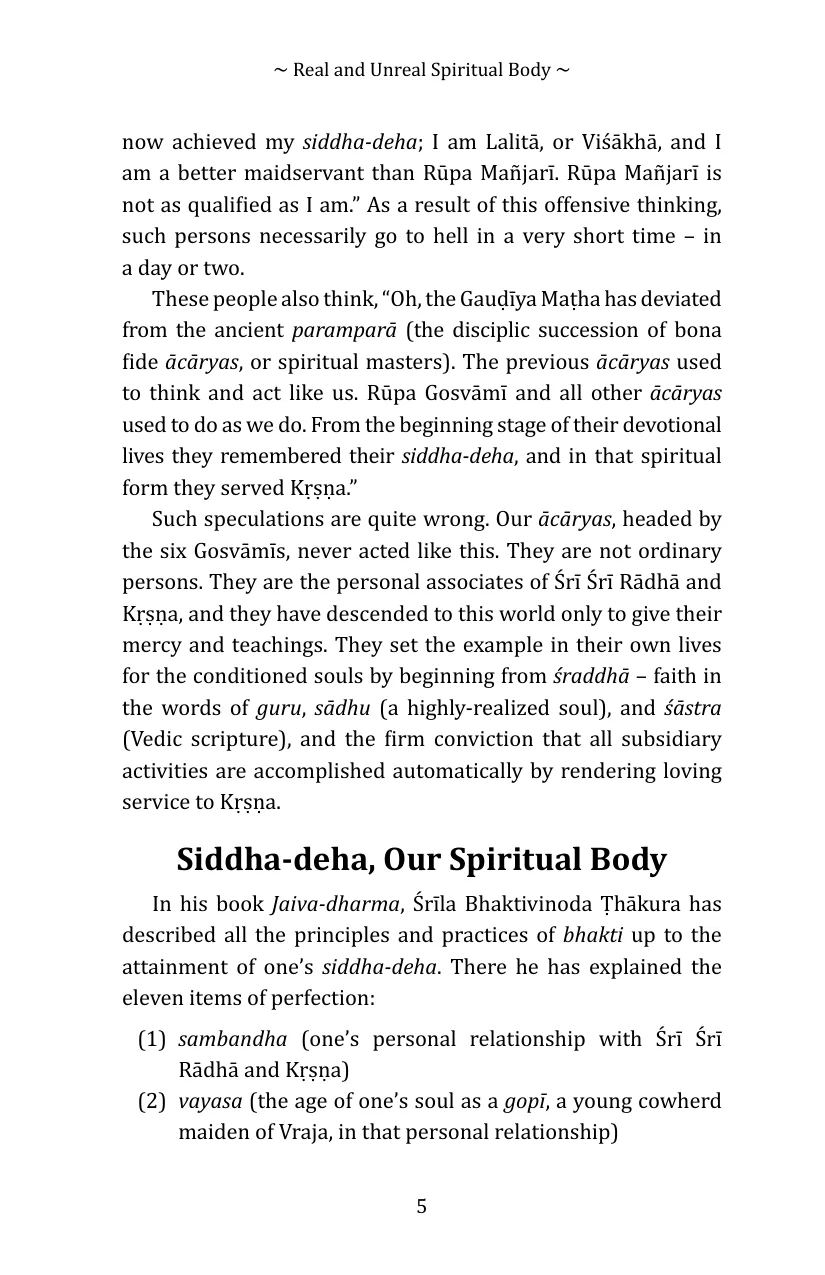 ~ Real and Unreal Spiritual Body ~
now achieved my siddha-deha; I am Lalitā, or Viśākhā, and I
am a better maidservant than Rūpa Mañjarī. Rūpa Mañjarī is
not as qualified as I am.” As a result of this offensive thinking,
such persons necessarily go to hell in a very short time – in
a day or two.
These people also think, “Oh, the Gauḍīya Maṭha has deviated
from the ancient paramparā (the disciplic succession of bona
fide ācāryas, or spiritual masters). The previous ācāryas used
to think and act like us. Rūpa Gosvāmī and all other ācāryas
used to do as we do. From the beginning stage of their devotional
lives they remembered their siddha-deha, and in that spiritual
form they served Kṛṣṇa.”
Such speculations are quite wrong. Our ācāryas, headed by
the six Gosvāmīs, never acted like this. They are not ordinary
persons. They are the personal associates of Śrī Śrī Rādhā and
Kṛṣṇa, and they have descended to this world only to give their
mercy and teachings. They set the example in their own lives
for the conditioned souls by beginning from śraddhā – faith in
the words of guru, sādhu (a highly-realized soul), and śāstra
(Vedic scripture), and the firm conviction that all subsidiary
activities are accomplished automatically by rendering loving
service to Kṛṣṇa.
Siddha-deha, Our Spiritual Body
In his book Jaiva-dharma, Śrīla Bhaktivinoda Ṭhākura has
described all the principles and practices of bhakti up to the
attainment of one’s siddha-deha. There he has explained the
eleven items of perfection:
(1) sambandha (one’s personal relationship with Śrī Śrī
Rādhā and Kṛṣṇa)
(2) vayasa (the age of one’s soul as a gopī, a young cowherd
maiden of Vraja, in that personal relationship)
5